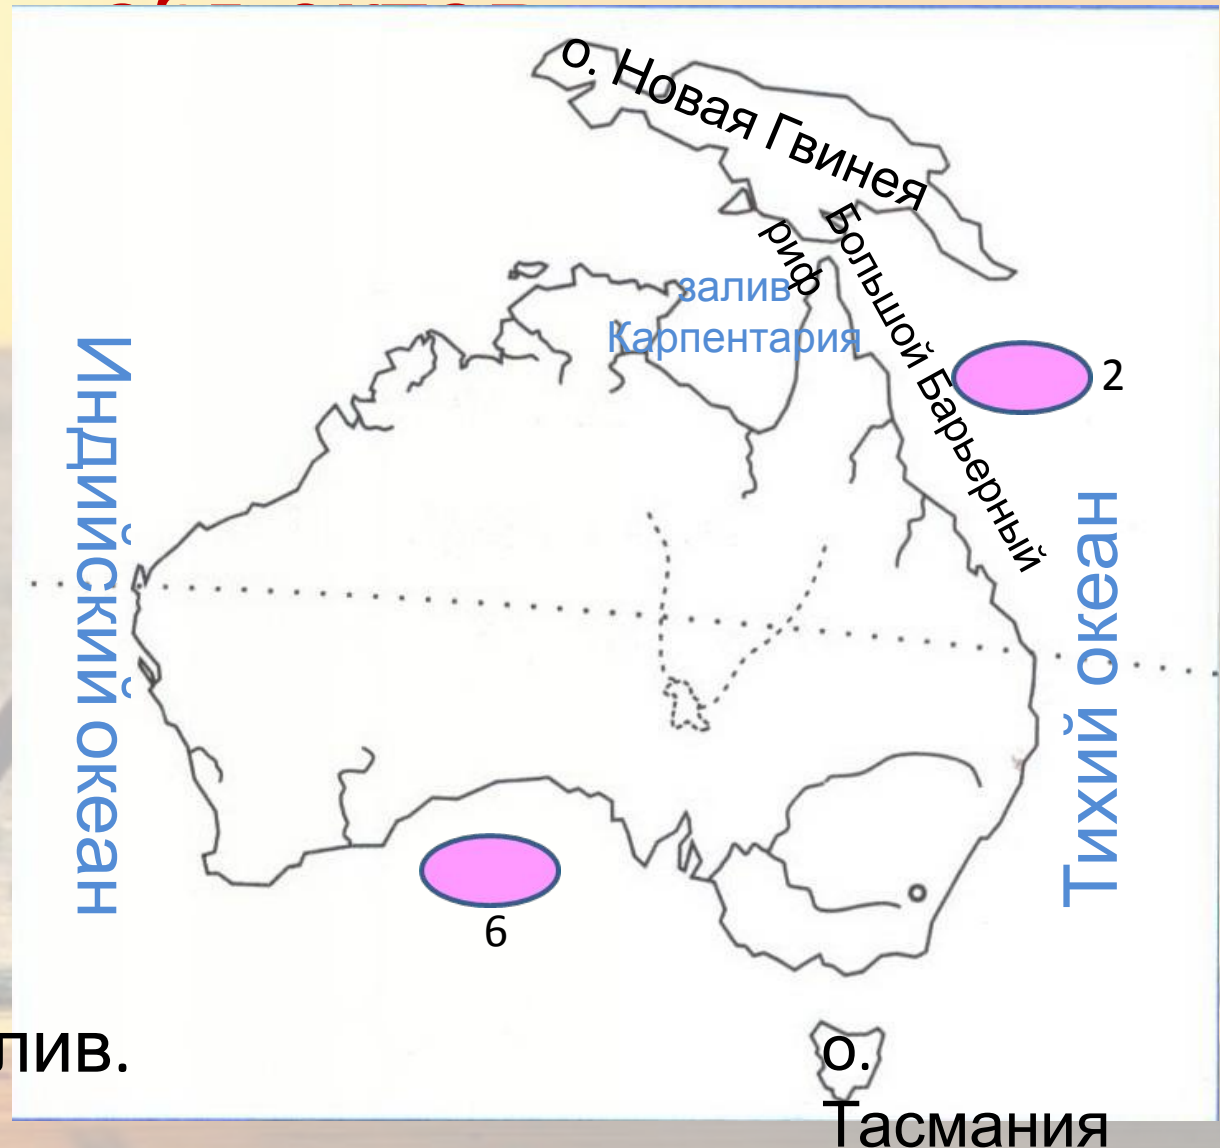 о. Новая Гвинея
Большой Барьерный
риф
залив
Карпентария
2
Индийский океан
Тихий океан
6
лив.
о.
Тасмания